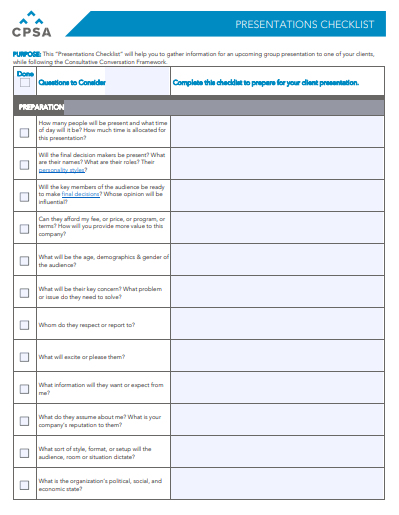 CPSA
PRESENTATIONS CHECKLIST
PURPOSE: This "Presentations Checklist" will help you to gather information for an upcoming group presentation to one of your clients,
while following the Consultative Conversation Framework.
Done
Questions to Consider
Complete this checklist to prepare for your client presentation.
PREPARATION
How many people will be present and what time
of day will it be? How much time is allocated for
this presentation?
Will the final decision makers be present? What
are their names? What are their roles? Their
personality styles?
Will the key members of the audience be ready
to make final decisions? Whose opinion will be
influential?
Can they afford my fee, or price, or program, or
terms? How will you provide more value to this
company?
What will be the age, demographics & gender of
the audience?
What will be their key concern? What problem
or issue do they need to solve?
Whom do they respect or report to?
What will excite or please them?
What information will they want or expect from
me?
What do they assume about me? What is your
company's reputation to them?
What sort of style, format, or setup will the
audience, room or situation dictate?
What is the organization's political, social, and
economic state?